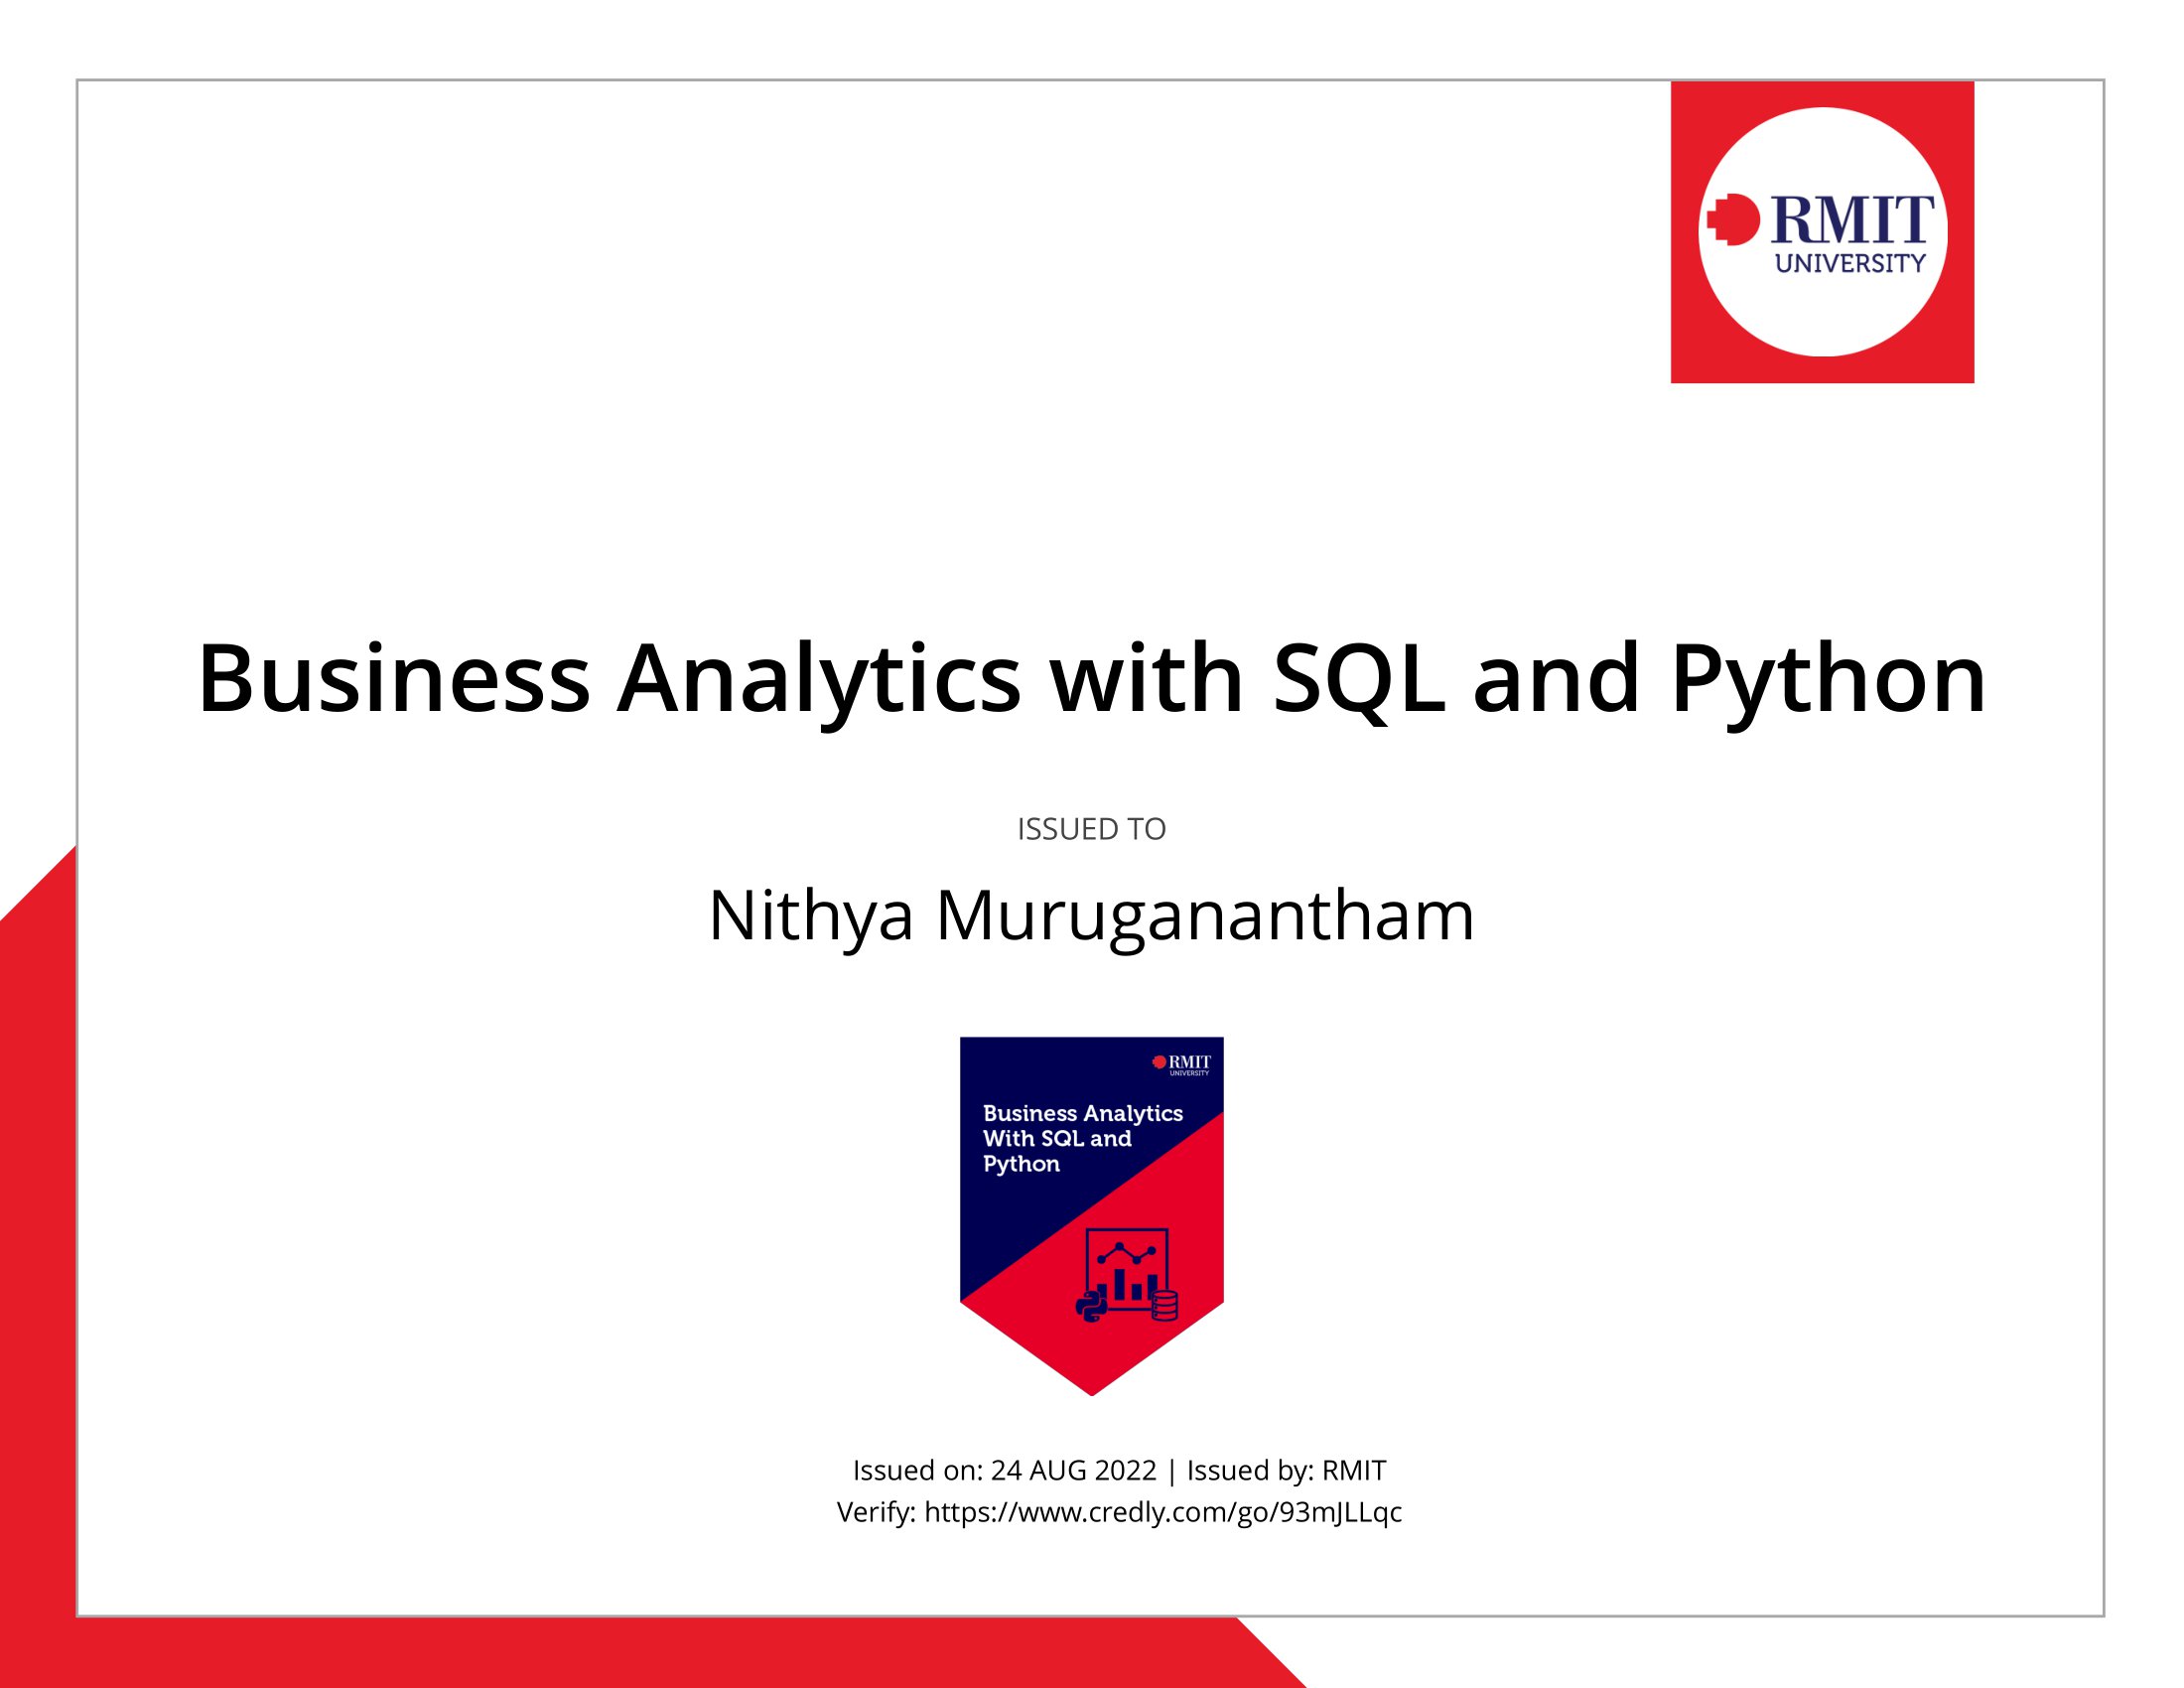 RMIT
UNIVERSITY
Business Analytics with SQL and Python
ISSUED TO
Nithya Muruganantham
RMIT
UNIVERSITY
Business Analytics
With SQL and
Python
Issued on: 24 AUG 2022 | Issued by: RMIT
Verify: https://www.credly.com/go/93mJLLqc